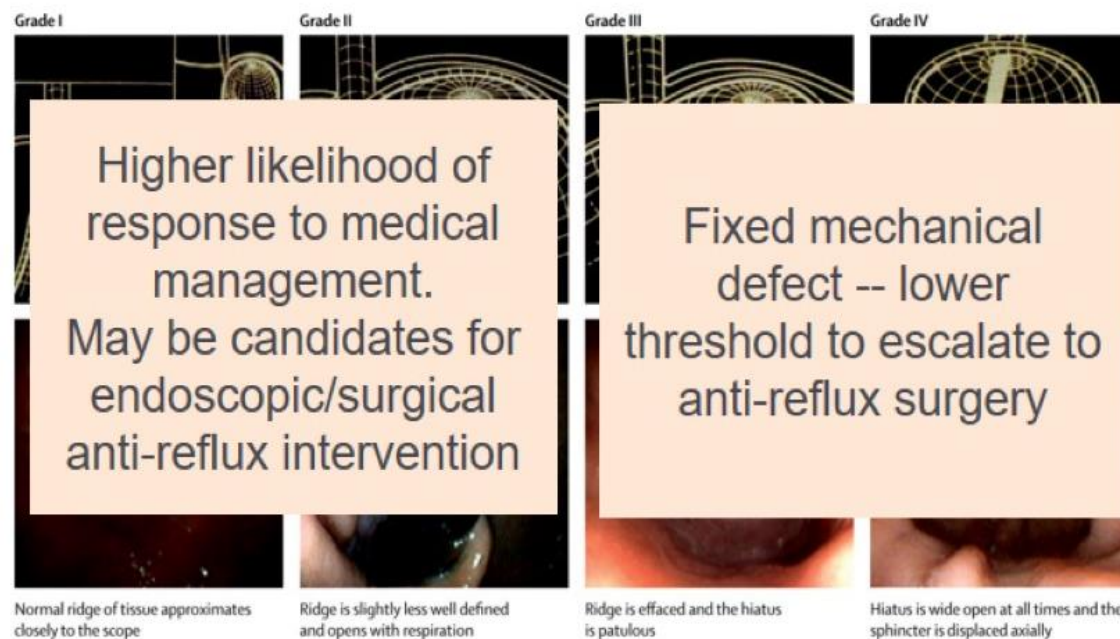 Grade I
Grade II
Grade III
Grade IV
Higher likelihood of
response to medical
management.
May be candidates for
endoscopic/surgical
anti-reflux intervention
Fixed mechanical
defect -- lower
threshold to escalate to
anti-reflux surgery
Normal ridge of tissue approximates
closely to the scope
Ridge is slightly less well defined
and opens with respiration
Ridge is effaced and the hiatus
is patulous
Hiatus is wide open at all times and the
sphincter is displaced axially